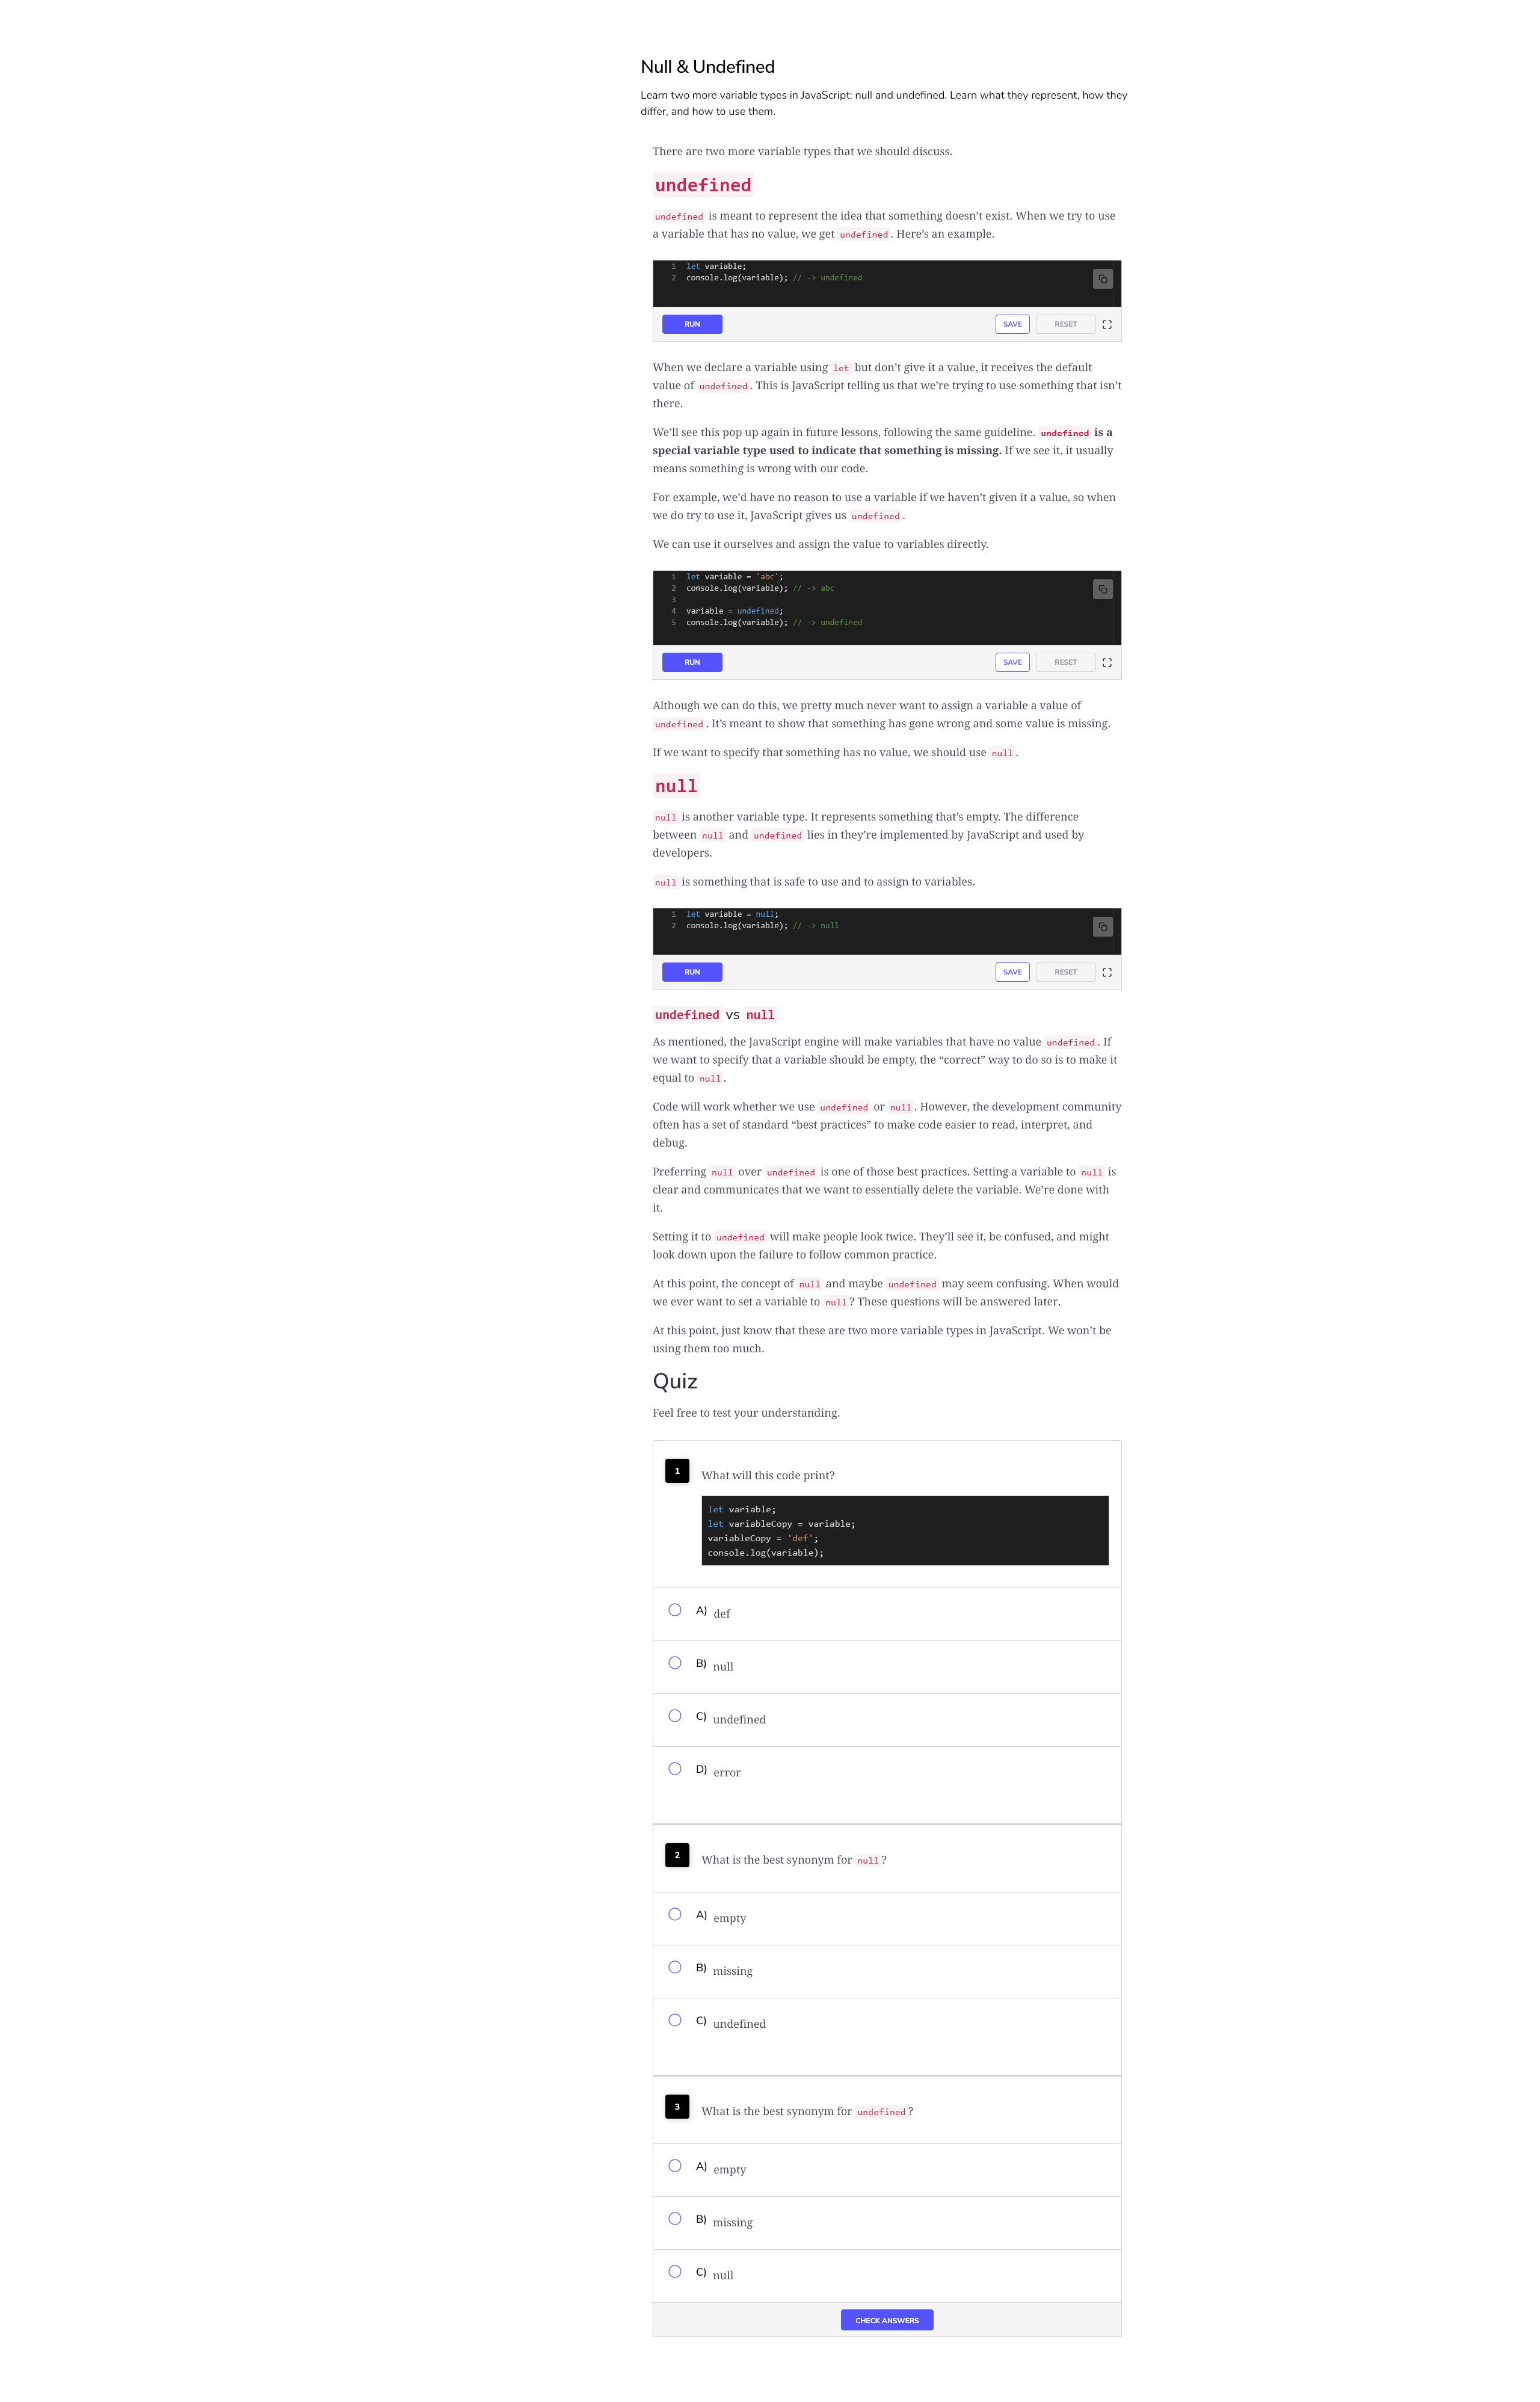 Null & Undefined
Learn two more variable types in JavaScript: null and undefined. Learn what they represent, how they
differ, and how to use them.
There are two more variable types that we should discuss.
undefined
undefined is meant to represent the idea that something doesn’t exist. When we try to use
a variable that has no value, we get undefined. Here’s an example.
1 let variable;
2 console.log(variable); // -> undefined
RUN SAVE RESET
When we declare a variable using let but don’t give it a value, it receives the default
value of undefined. This is JavaScript telling us that we’re trying to use something that isn’t
there.
We’ll see this pop up again in future lessons, following the same guideline. undefined is a
special variable type used to indicate that something is missing. If we see it, it usually
means something is wrong with our code.
For example, we’d have no reason to use a variable if we haven’t given it a value, so when
we do try to use it, JavaScript gives us undefined.
We can use it ourselves and assign the value to variables directly.
1 let variable = 'abc';
2 console.log(variable); // -> abc
3
4 variable = undefined;
5 console.log(variable); // -> undefined
RUN SAVE RESET
Although we can do this, we pretty much never want to assign a variable a value of
undefined. It’s meant to show that something has gone wrong and some value is missing.
If we want to specify that something has no value, we should use null.
null
null is another variable type. It represents something that’s empty. The difference
between null and undefined lies in they’re implemented by JavaScript and used by
developers.
null is something that is safe to use and to assign to variables.
1 let variable = null;
2 console.log(variable); // -> null
RUN SAVE RESET
undefined vs null
As mentioned, the JavaScript engine will make variables that have no value undefined. If
we want to specify that a variable should be empty, the “correct” way to do so is to make it
equal to null.
Code will work whether we use undefined or null. However, the development community
often has a set of standard “best practices” to make code easier to read, interpret, and
debug.
Preferring null over undefined is one of those best practices. Setting a variable to null is
clear and communicates that we want to essentially delete the variable. We’re done with
it.
Setting it to undefined will make people look twice. They’ll see it, be confused, and might
look down upon the failure to follow common practice.
At this point, the concept of null and maybe undefined may seem confusing. When would
we ever want to set a variable to null? These questions will be answered later.
At this point, just know that these are two more variable types in JavaScript. We won’t be
using them too much.
Quiz
Feel free to test your understanding.
1 What will this code print?
let variable;
let variableCopy = variable;
variableCopy = 'def';
console.log(variable);
A) def
B) null
C) undefined
D) error
2 What is the best synonym for null?
A) empty
B) missing
C) undefined
3 What is the best synonym for undefined?
A) empty
B) missing
C) null
CHECK ANSWERS